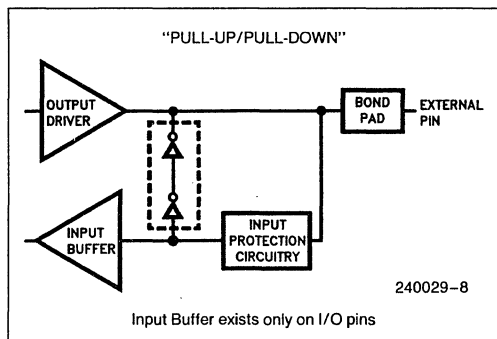 "PULL-UP/PULL-DOWN"
OUTPUT
DRIVER
BOND
PAD
EXTERNAL
PIN
INPUT
BUFFER
INPUT
PROTECTION
CIRCUITRY
240029-8
Input Buffer exists only on I/O pins